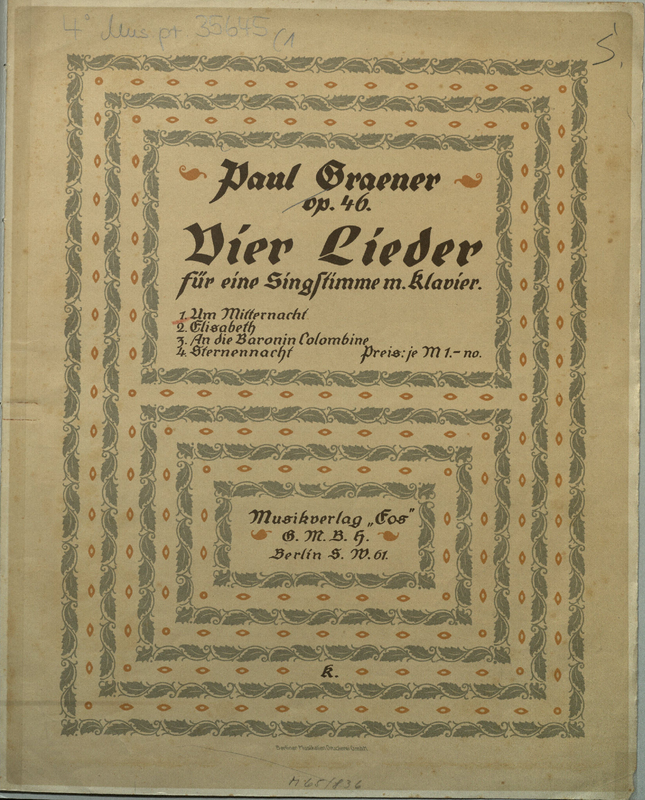 4° Mus. pr. 35645
(1
S.
Paul Graener
op. 46.
Vier Lieder
für eine Singstimme m. Klavier.
1. Um Mitternacht
2. Elisabeth
3. An die Baronin Colombine
4. Sternennacht Preis: je M 1.- no.
Musikverlag „Eos"
G. M. B. H.
Berlin S. W. 61.
K.